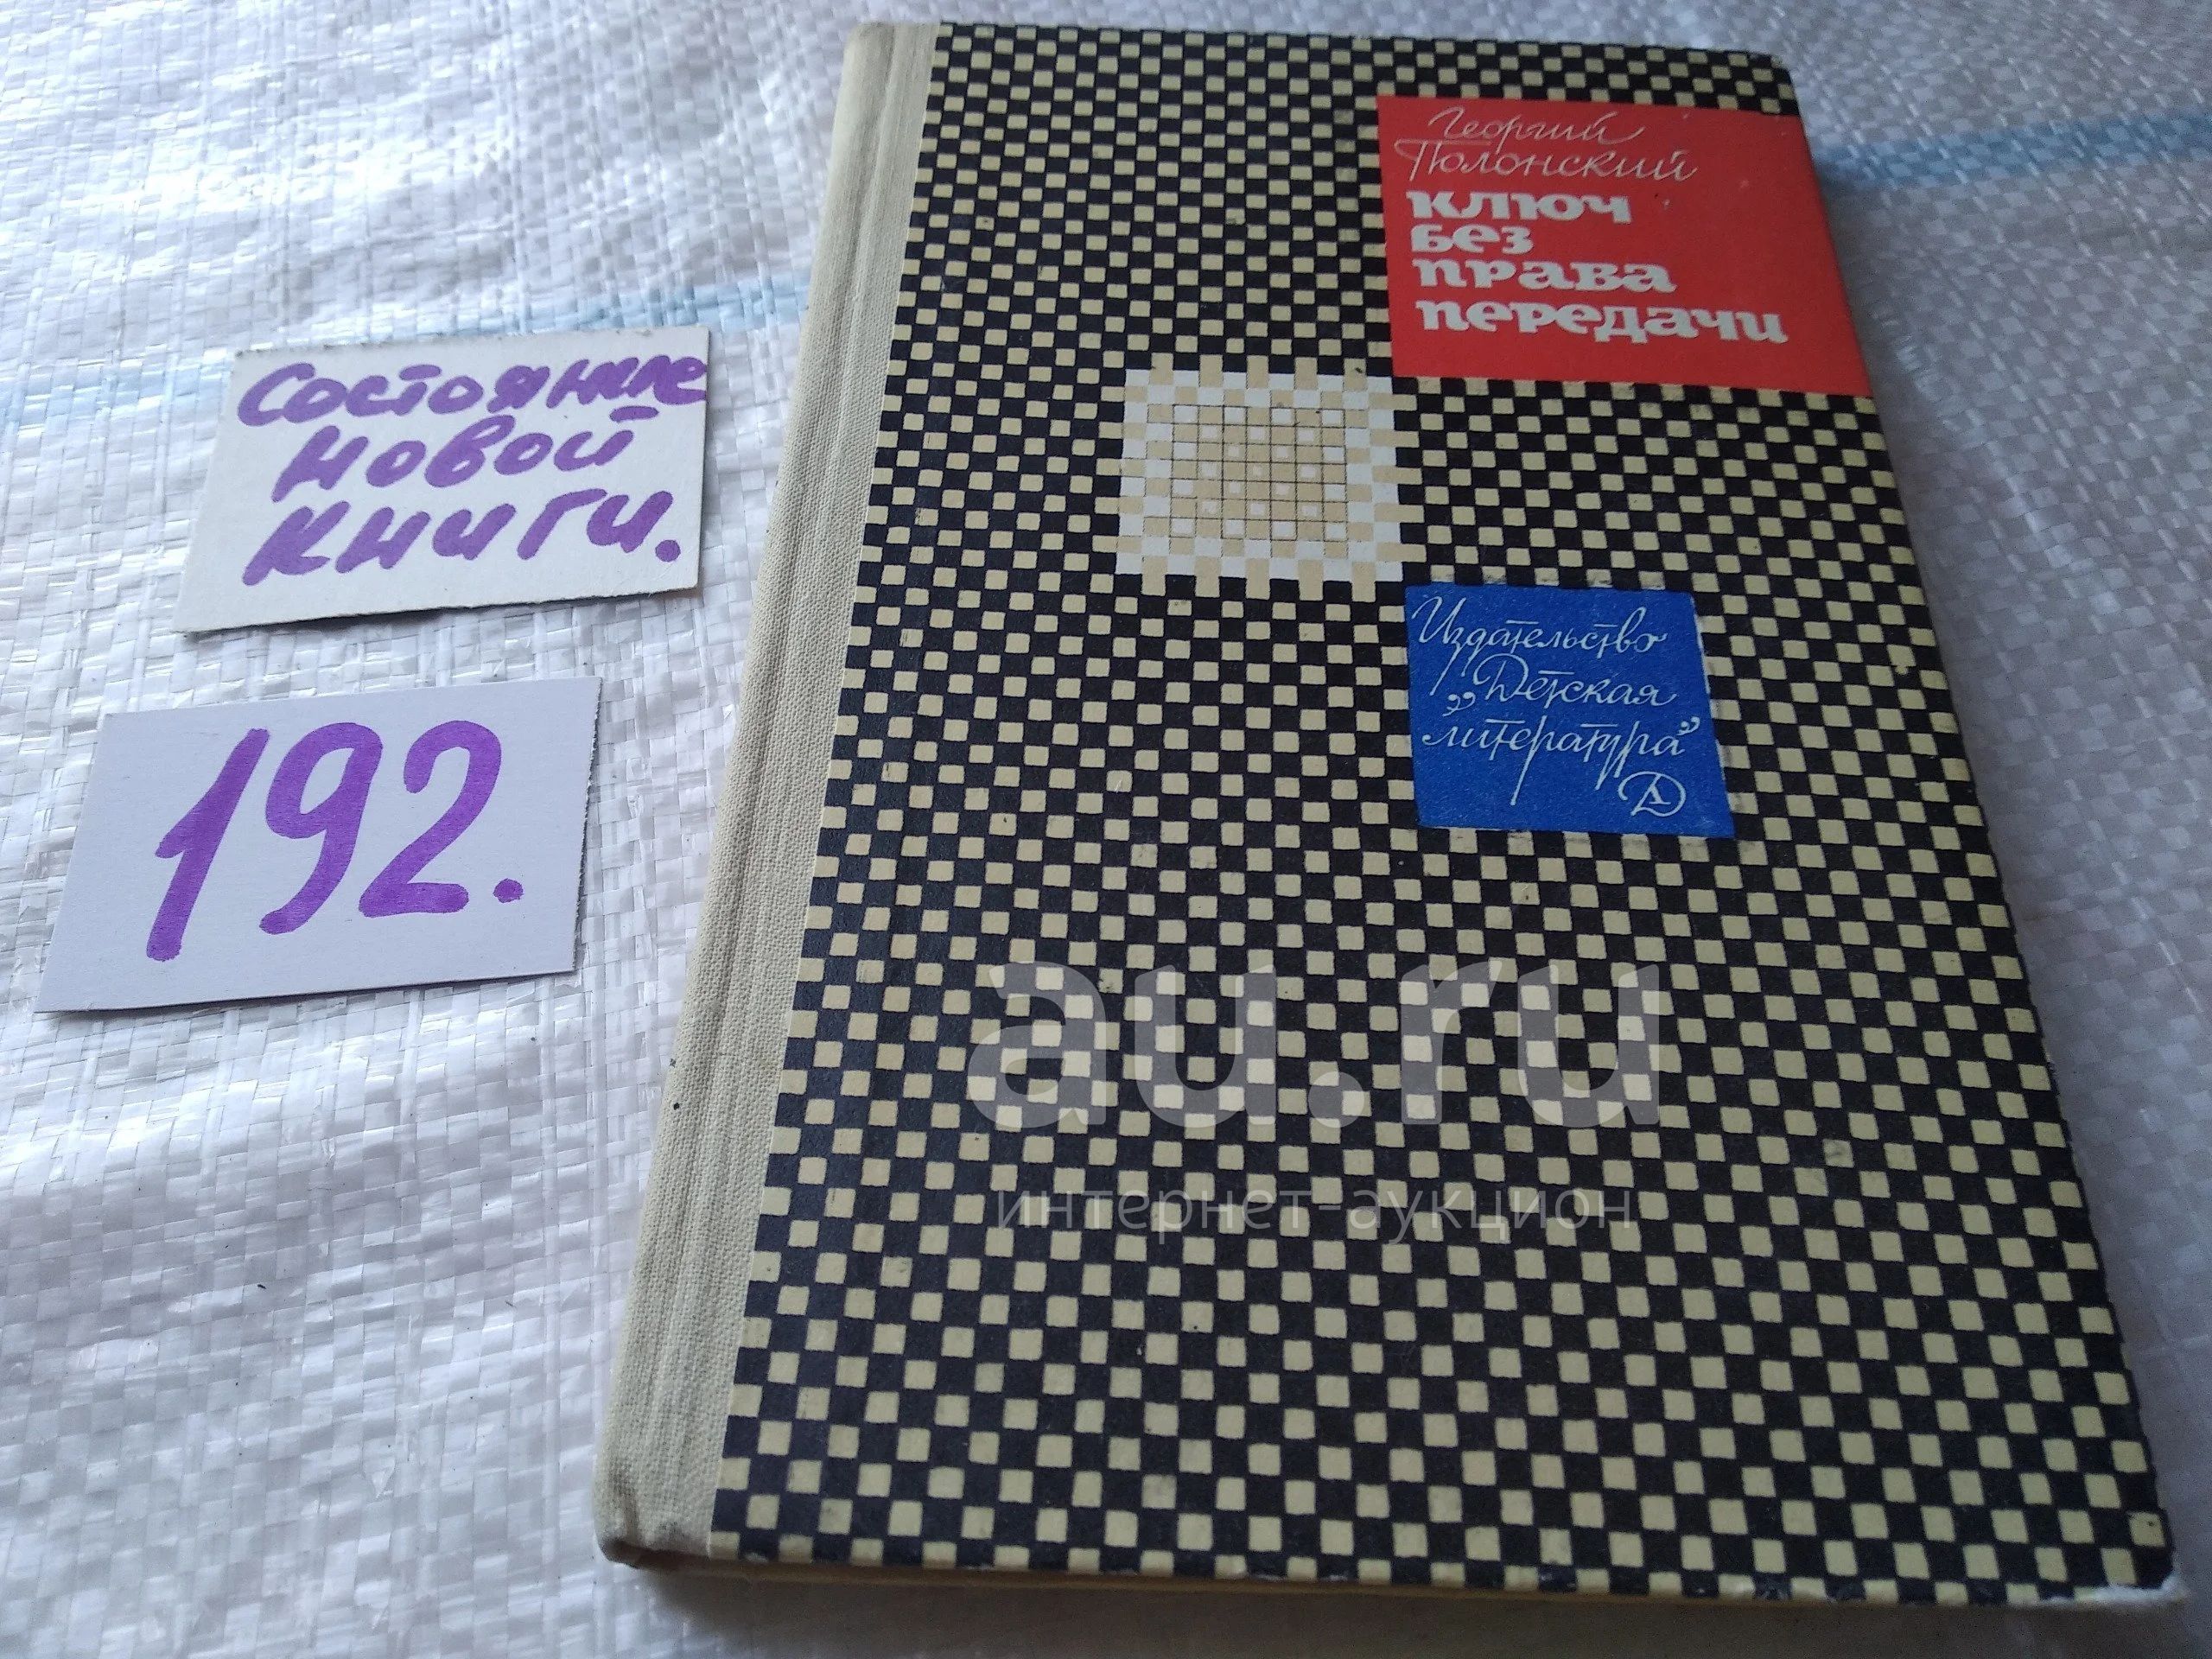 Георгий
Полонский
ключ
без
права
передачи
Состояние
новой
книги.
Издательство
„Детская
литература"
192.
au.ru
интернет-аукцион